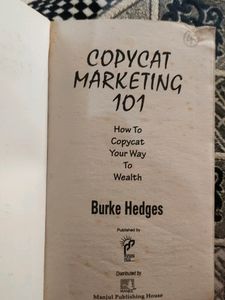 COPYCAT
MARKETING
101
How To
Copycat
Your Way
To
Wealth
Burke Hedges
Published by
Distributed by
Manjul Publishing House